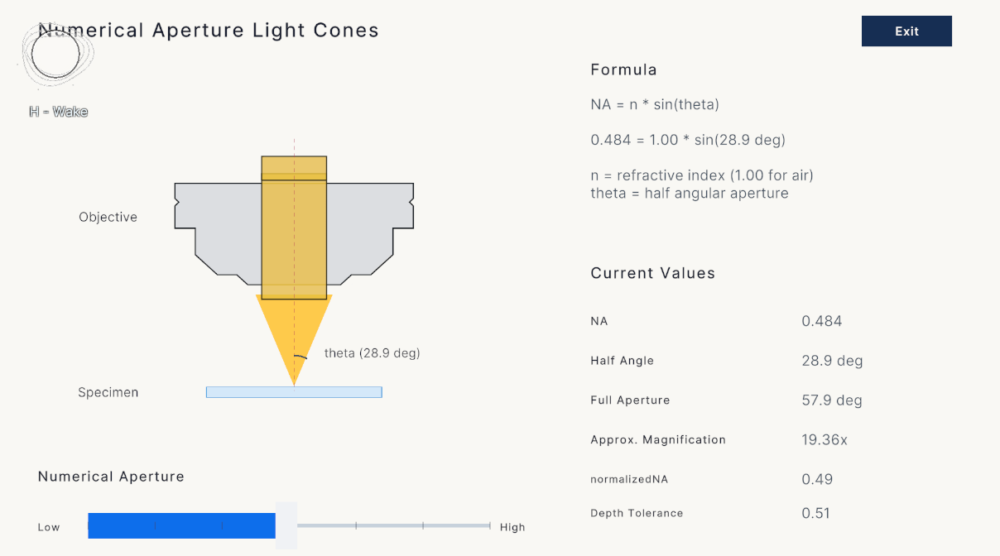 Numerical Aperture Light Cones
Exit
H - Wake
Objective
theta (28.9 deg)
Specimen
Numerical Aperture
Low
High
Formula
NA = n * sin(theta)
0.484 = 1.00 * sin(28.9 deg)
n = refractive index (1.00 for air)
theta = half angular aperture
Current Values
NA 0.484
Half Angle 28.9 deg
Full Aperture 57.9 deg
Approx. Magnification 19.36x
normalizedNA 0.49
Depth Tolerance 0.51